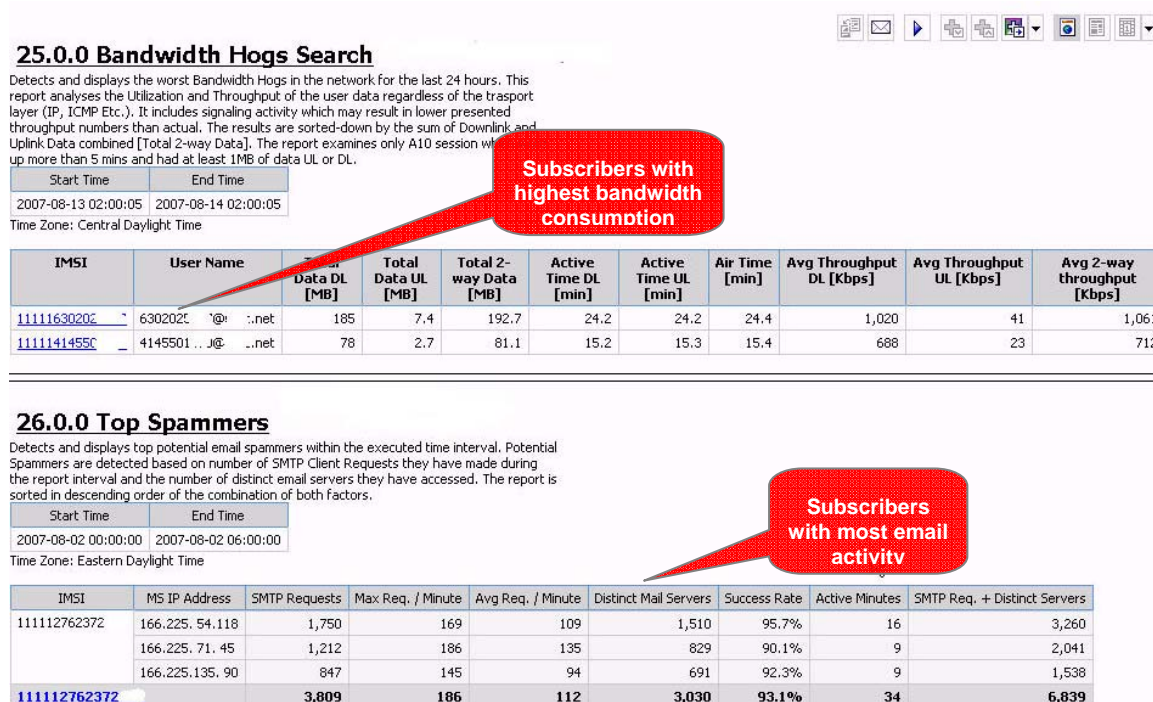 25.0.0 Bandwidth Hogs Search
Detects and displays the worst Bandwidth Hogs in the network for the last 24 hours. This
report analyses the Utilization and Throughput of the user data regardless of the trasport
layer (IP, ICMP Etc.). It includes signaling activity which may result in lower presented
throughput numbers than actual. The results are sorted-down by the sum of Downlink and
Uplink Data combined [Total 2-way Data]. The report examines only A10 session
up more than 5 mins and had at least 1MB of data UL or DL.
Subscribers with
highest bandwidth
consumption
Start Time End Time
2007-08-13 02:00:05 2007-08-14 02:00:05
Time Zone: Central Daylight Time
IMSI User Name Data DL [MB] Total Data UL [MB] Total 2-way Data [MB] Active Time DL [min] Active Time UL [min] Air Time [min] Avg Throughput DL [Kbps] Avg Throughput UL [Kbps] Avg 2-way throughput [Kbps]
11111630202 630202 .net 185 7.4 192.7 24.2 24.2 24.4 1,020 41 1,061
1111141455 4145501 .net 78 2.7 81.1 15.2 15.3 15.4 688 23 712
26.0.0 Top Spammers
Detects and displays top potential email spammers within the executed time interval. Potential
Spammers are detected based on number of SMTP Client Requests they have made during
the report interval and the number of distinct email servers they have accessed. The report is
sorted in descending order of the combination of both factors.
Subscribers
with most email
activity
Start Time End Time
2007-08-02 00:00:00 2007-08-02 06:00:00
Time Zone: Eastern Daylight Time
IMSI MS IP Address SMTP Requests Max Req. / Minute Avg Req. / Minute Distinct Mail Servers Success Rate Active Minutes SMTP Req. + Distinct Servers
111112762372 166.225. 54.118 1,750 169 109 1,510 95.7% 16 3,260
166.225. 71. 45 1,212 186 135 829 90.1% 9 2,041
166.225.135. 90 847 145 94 691 92.3% 9 1,538
111112762372 3,809 186 112 3,030 93.1% 34 6,839